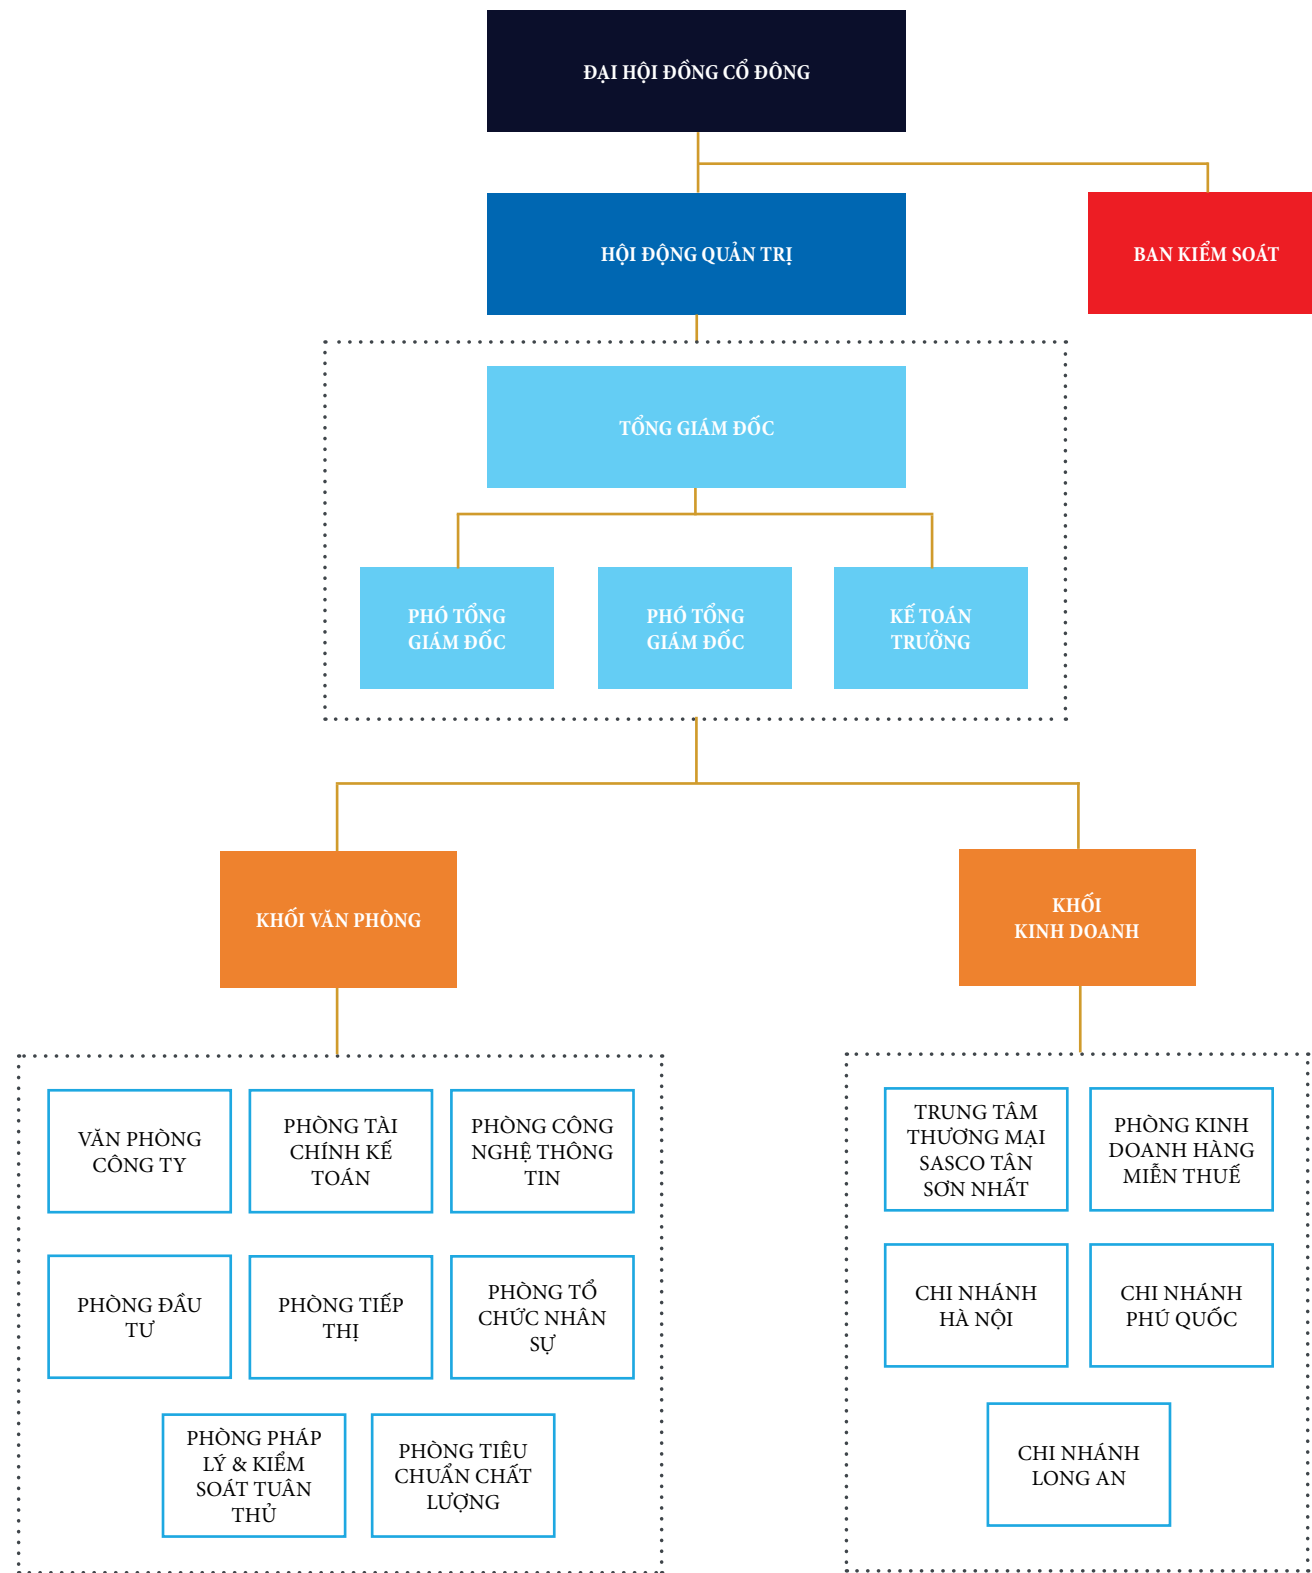 ĐẠI HỘI ĐỒNG CỔ ĐÔNG
HỘI ĐỘNG QUẢN TRỊ
BAN KIỂM SOÁT
TỔNG GIÁM ĐỐC
PHÓ TỔNG
GIÁM ĐỐC
PHÓ TỔNG
GIÁM ĐỐC
KẾ TOÁN
TRƯỞNG
KHỐI VĂN PHÒNG
KHỐI
KINH DOANH
VĂN PHÒNG
CÔNG TY
PHÒNG TÀI
CHÍNH KẾ
TOÁN
PHÒNG CÔNG
NGHỆ THÔNG
TIN
PHÒNG ĐẦU
TƯ
PHÒNG TIẾP
THỊ
PHÒNG TỔ
CHỨC NHÂN
SỰ
PHÒNG PHÁP
LÝ & KIỂM
SOÁT TUÂN
THỦ
PHÒNG TIÊU
CHUẨN CHẤT
LƯỢNG
TRUNG TÂM
THƯƠNG MẠI
SASCO TÂN
SƠN NHẤT
PHÒNG KINH
DOANH HÀNG
MIỄN THUẾ
CHI NHÁNH
HÀ NỘI
CHI NHÁNH
PHÚ QUỐC
CHI NHÁNH
LONG AN